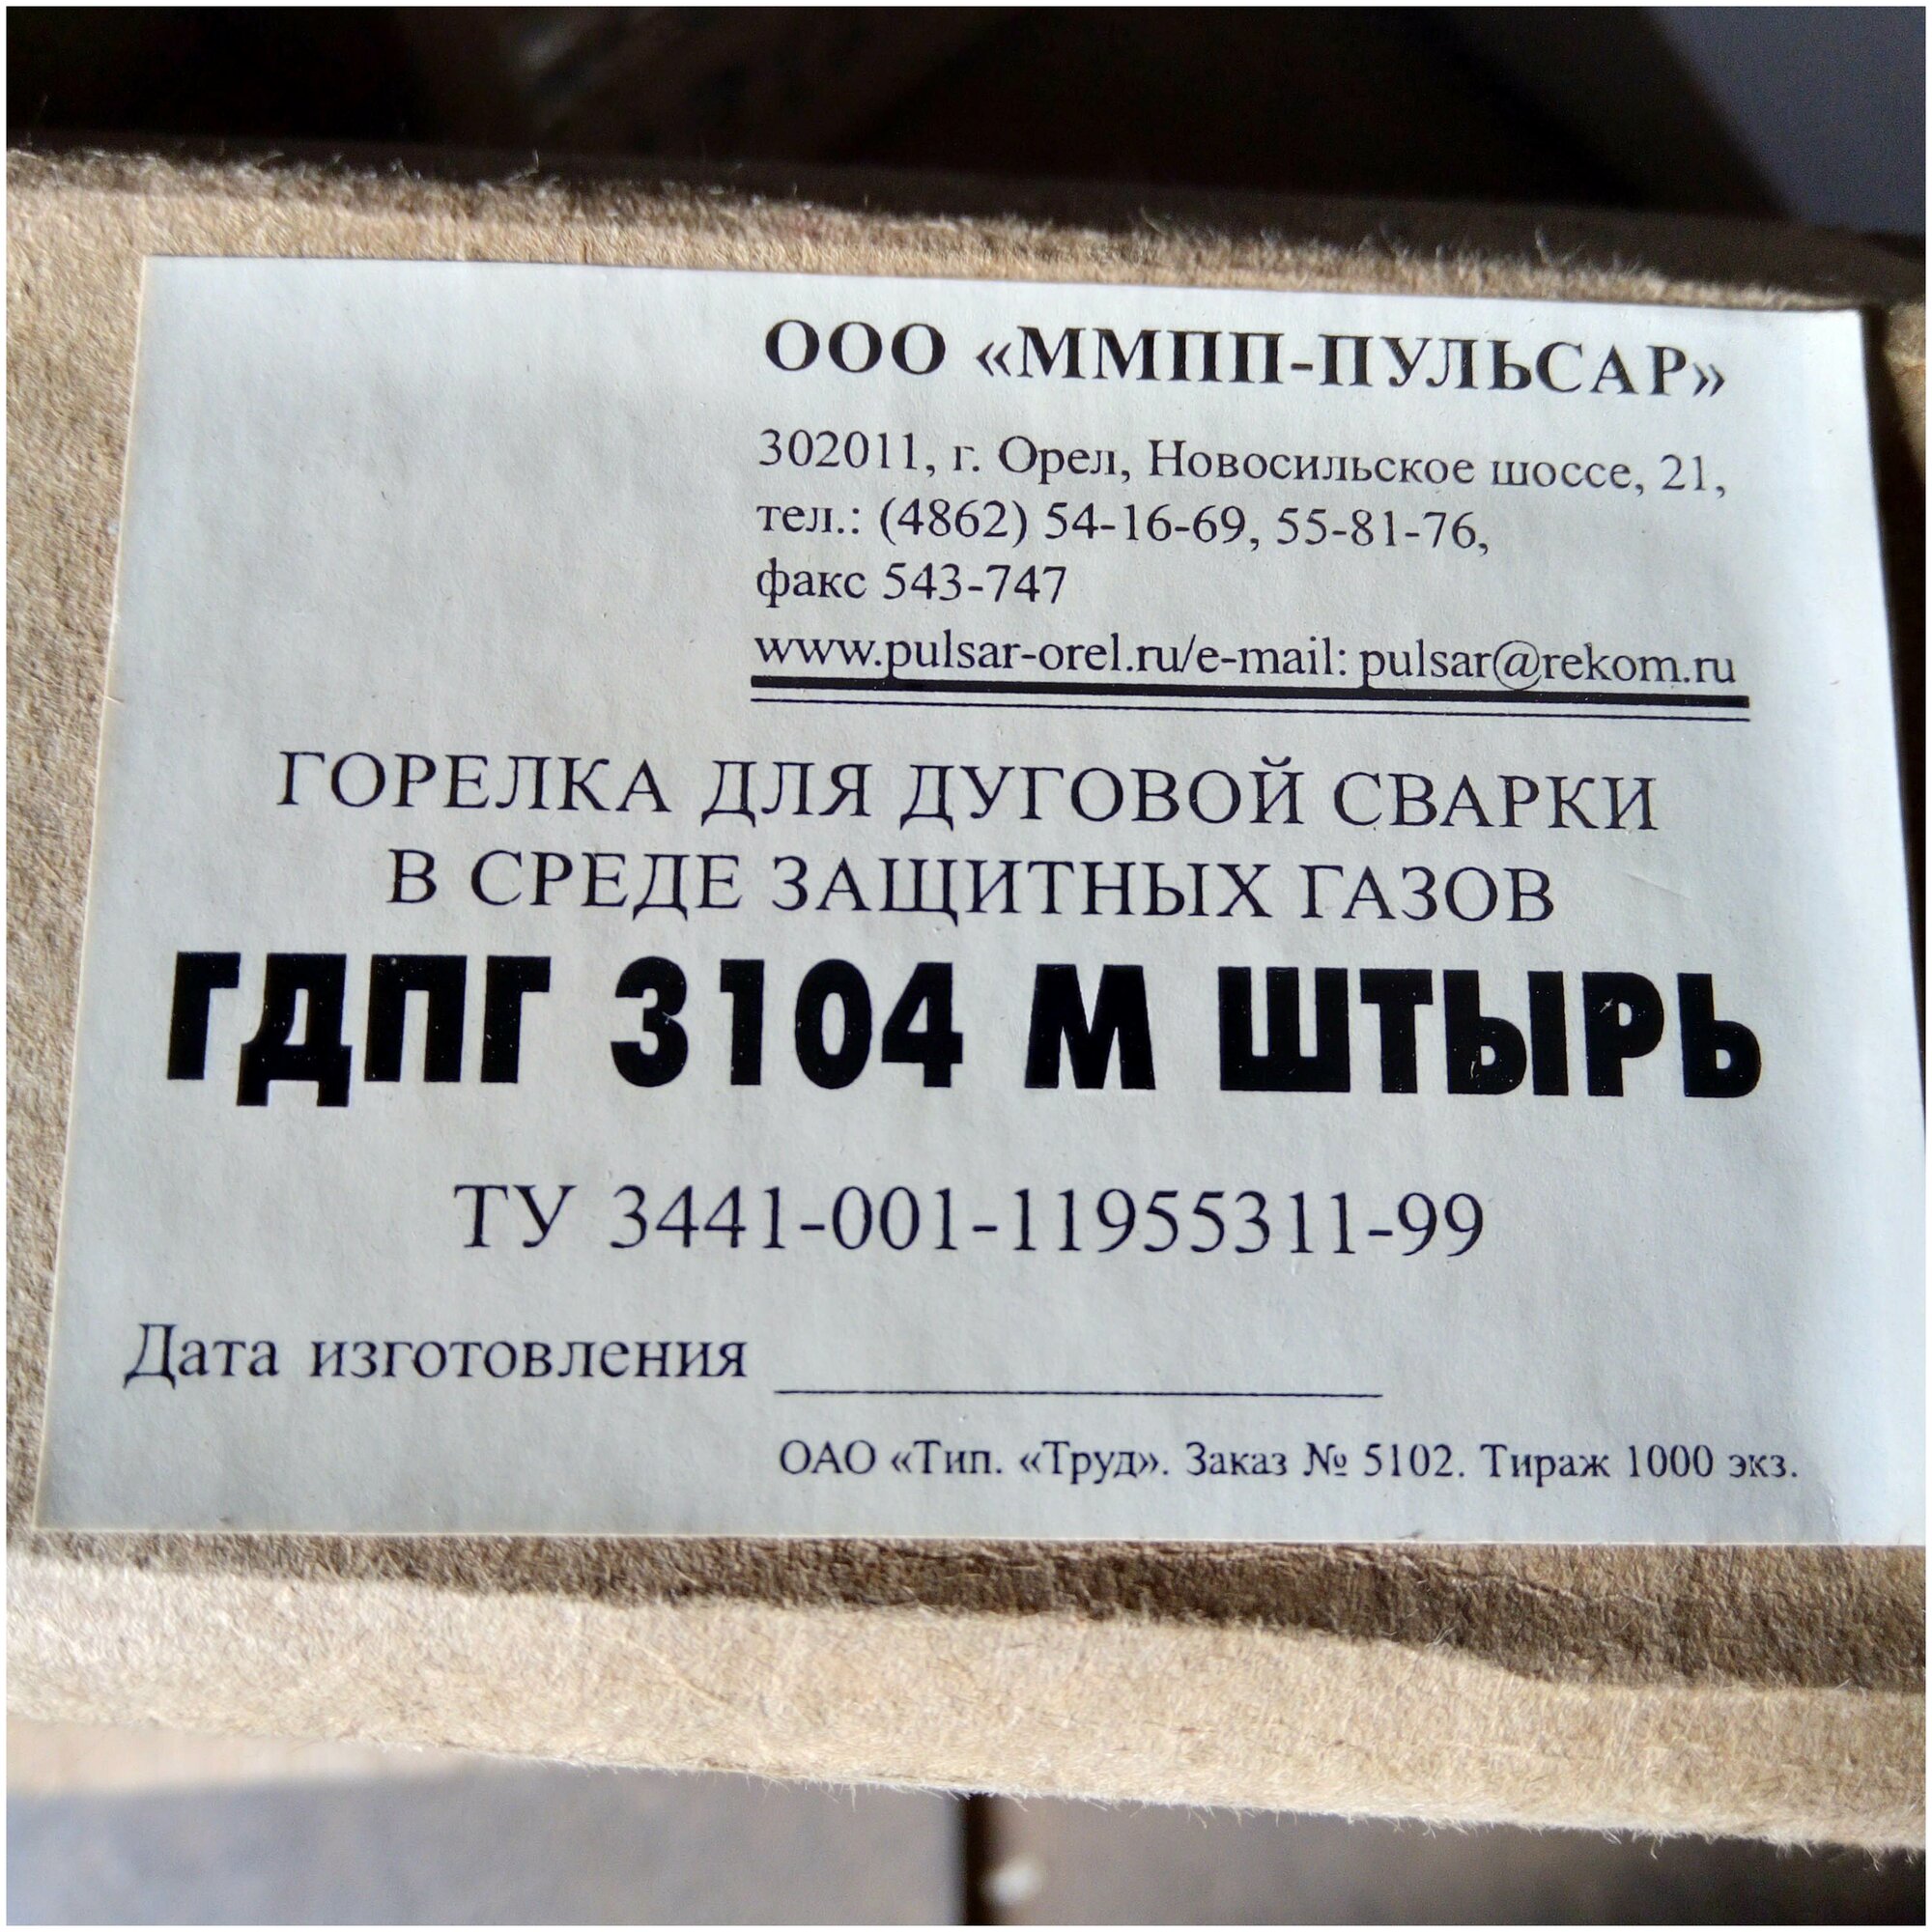 ООО «ММПП-ПУЛЬСАР»
302011, г. Орел, Новосильское шоссе, 21,
тел.: (4862) 54-16-69, 55-81-76,
факс 543-747
www.pulsar-orel.ru/e-mail: pulsar@rekom.ru
ГОРЕЛКА ДЛЯ ДУГОВОЙ СВАРКИ
В СРЕДЕ ЗАЩИТНЫХ ГАЗОВ
ГДПГ 3104 М ШТЫРЬ
ТУ 3441-001-11955311-99
Дата изготовления
ОАО «Тип. «Труд». Заказ № 5102. Тираж 1000 экз.